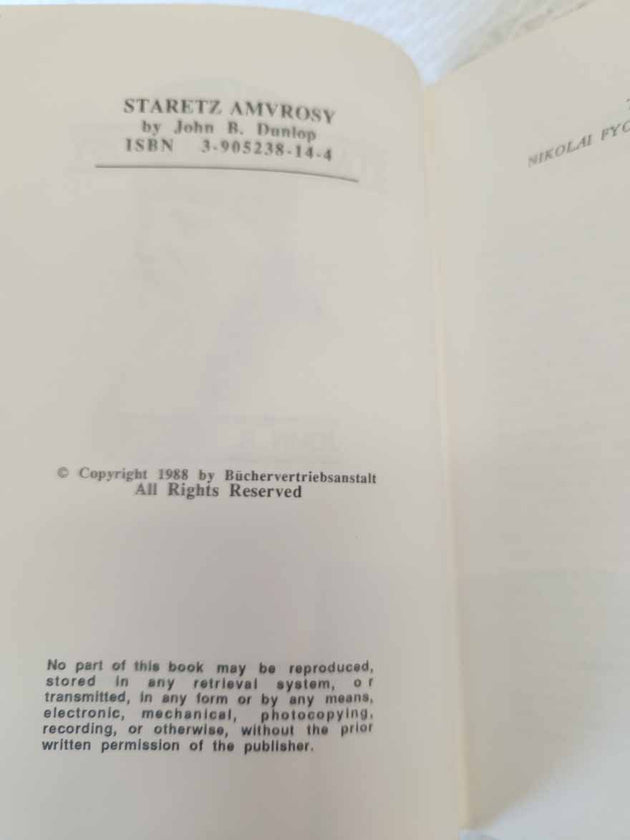 STARETZ AMVROSY
by John B. Dunlop
ISBN 3-905238-14-4
© Copyright 1988 by Büchervertriebsanstalt
All Rights Reserved
No part of this book may be reproduced,
stored in any retrieval system, or
transmitted, in any form or by any means,
electronic, mechanical, photocopying,
recording, or otherwise, without the prior
written permission of the publisher.
NIKOLAI FYO